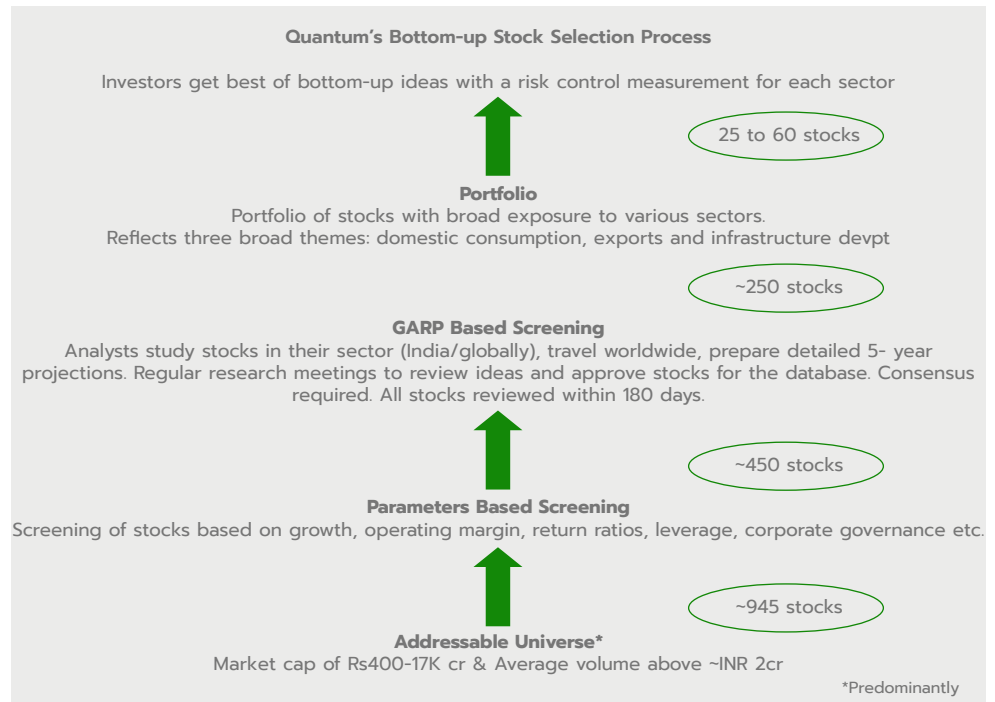 Quantum's Bottom-up Stock Selection Process
Investors get best of bottom-up ideas with a risk control measurement for each sector
25 to 60 stocks
Portfolio
Portfolio of stocks with broad exposure to various sectors.
Reflects three broad themes: domestic consumption, exports and infrastructure devpt
~250 stocks
GARP Based Screening
Analysts study stocks in their sector (India/globally), travel worldwide, prepare detailed 5- year
projections. Regular research meetings to review ideas and approve stocks for the database. Consensus
required. All stocks reviewed within 180 days.
~450 stocks
Parameters Based Screening
Screening of stocks based on growth, operating margin, return ratios, leverage, corporate governance etc.
~945 stocks
Addressable Universe*
Market cap of Rs400-17K cr & Average volume above ~INR 2cr
*Predominantly